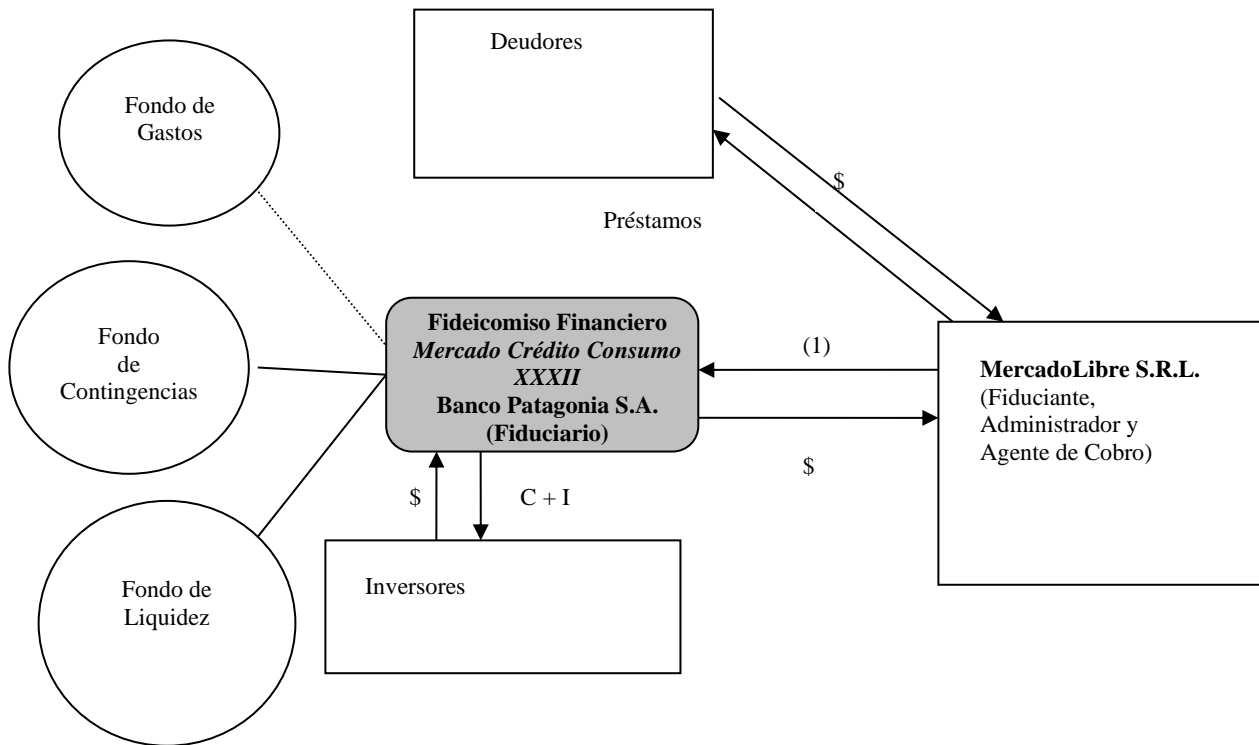 Deudores
Fondo de
Gastos
$
Préstamos
Fondo
de
Contingencias
Fideicomiso Financiero
Mercado Crédito Consumo
XXXII
Banco Patagonia S.A.
(Fiduciario)
(1)
MercadoLibre S.R.L.
(Fiduciante,
Administrador y
Agente de Cobro)
$
$
C + I
Fondo de
Liquidez
Inversores